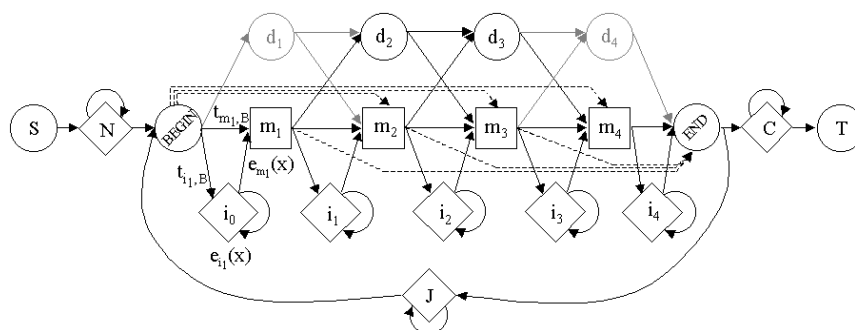 d1 d2 d3 d4
S N BEGIN tm1,B m1 m2 m3 m4 END C T
ti1,B em1(x)
i0 i1 i2 i3 i4
ei1(x)
J